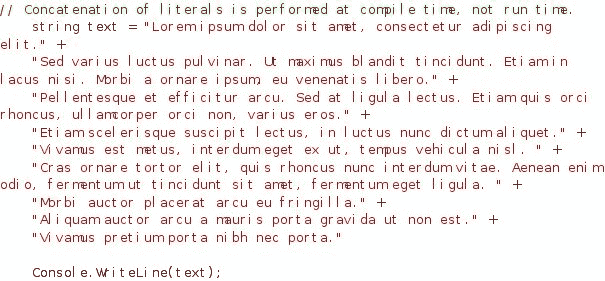 // Concatenation of literals is performed at compile time, not run time.
string text = "Lorem ipsum dolor sit amet, consectetur adipiscing
elit." +
"Sed varius luctus pulvinar. Ut maximus blandit tincidunt. Etiam in
lacus nisi. Morbi a ornare ipsum, eu venenatis libero." +
"Pellentesque et efficitur arcu. Sed at ligula lectus. Etiam quis orci
rhoncus, ullamcorper orci non, varius eros." +
"Etiam scelerisque suscipit lectus, in luctus nunc dictum aliquet." +
"Vivamus est metus, interdum eget ex ut, tempus vehicula nisl. " +
"Cras ornare tortor elit, quis rhoncus nunc interdum vitae. Aenean enim
odio, fermentum ut tincidunt sit amet, fermentum eget ligula. " +
"Morbi auctor placerat arcu eu fringilla." +
"Aliquam auctor arcu a mauris porta gravida ut non est." +
"Vivamus pretium porta nibh nec porta."
Console.WriteLine(text);